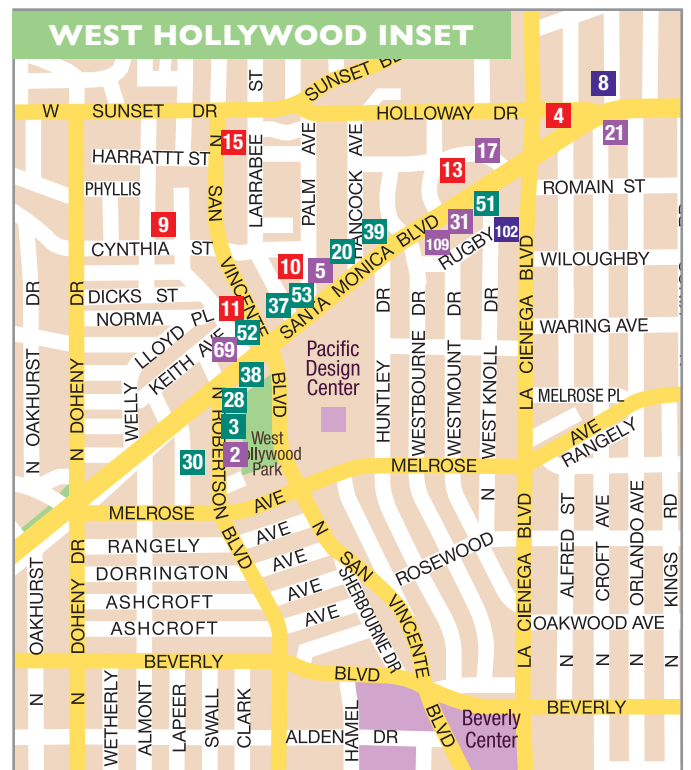 WEST HOLLYWOOD INSET
SUNSET BL
8
ST
W SUNSET DR
HOLLOWAY DR
4
21
15
N SAN VINCENTE BLVD
HARRATTT ST
LARRABEE
PALM AVE
HANCOCK AVE
17
13
PHYLLIS
ROMAIN ST
9
51
31
39
109
102
RUGBY
CYNTHIA ST
20
SANTA MONICA BLVD
WILOUGHBY
10
5
DICKS ST
NORMA
LLOYD PL
KEITH AVE
11
37
53
52
69
N OAKHURST DR
N DOHENY DR
WELLY
HUNTLEY DR
WESTBOURNE DR
WESTMOUNT DR
N WEST KNOLL DR
LA CIENEGA BLVD
WARING AVE
Pacific
Design
Center
38
28
3
2
30
West
ollywood
Park
N ROBERTSON BLVD
MELROSE PL
MELROSE AVE
RANGELY
MELROSE AVE
N SAN VINCENTE BLVD
RANGELY AVE
DORRINGTON AVE
ASHCROFT AVE
ASHCROFT AVE
ROSEWOOD
SHERBOURNE DR
N OAKHURST
DOHENY DR
N
LA CIENEGA BLVD
N ALFRED ST
N CROFT AVE
N ORLANDO AVE
N KINGS RD
OAKWOOD AVE
BEVERLY BLVD
BEVERLY
WETHERLY
ALMONT
LAPEER
SWALL
CLARK
ALDEN DR
HAMEL
Beverly
Center